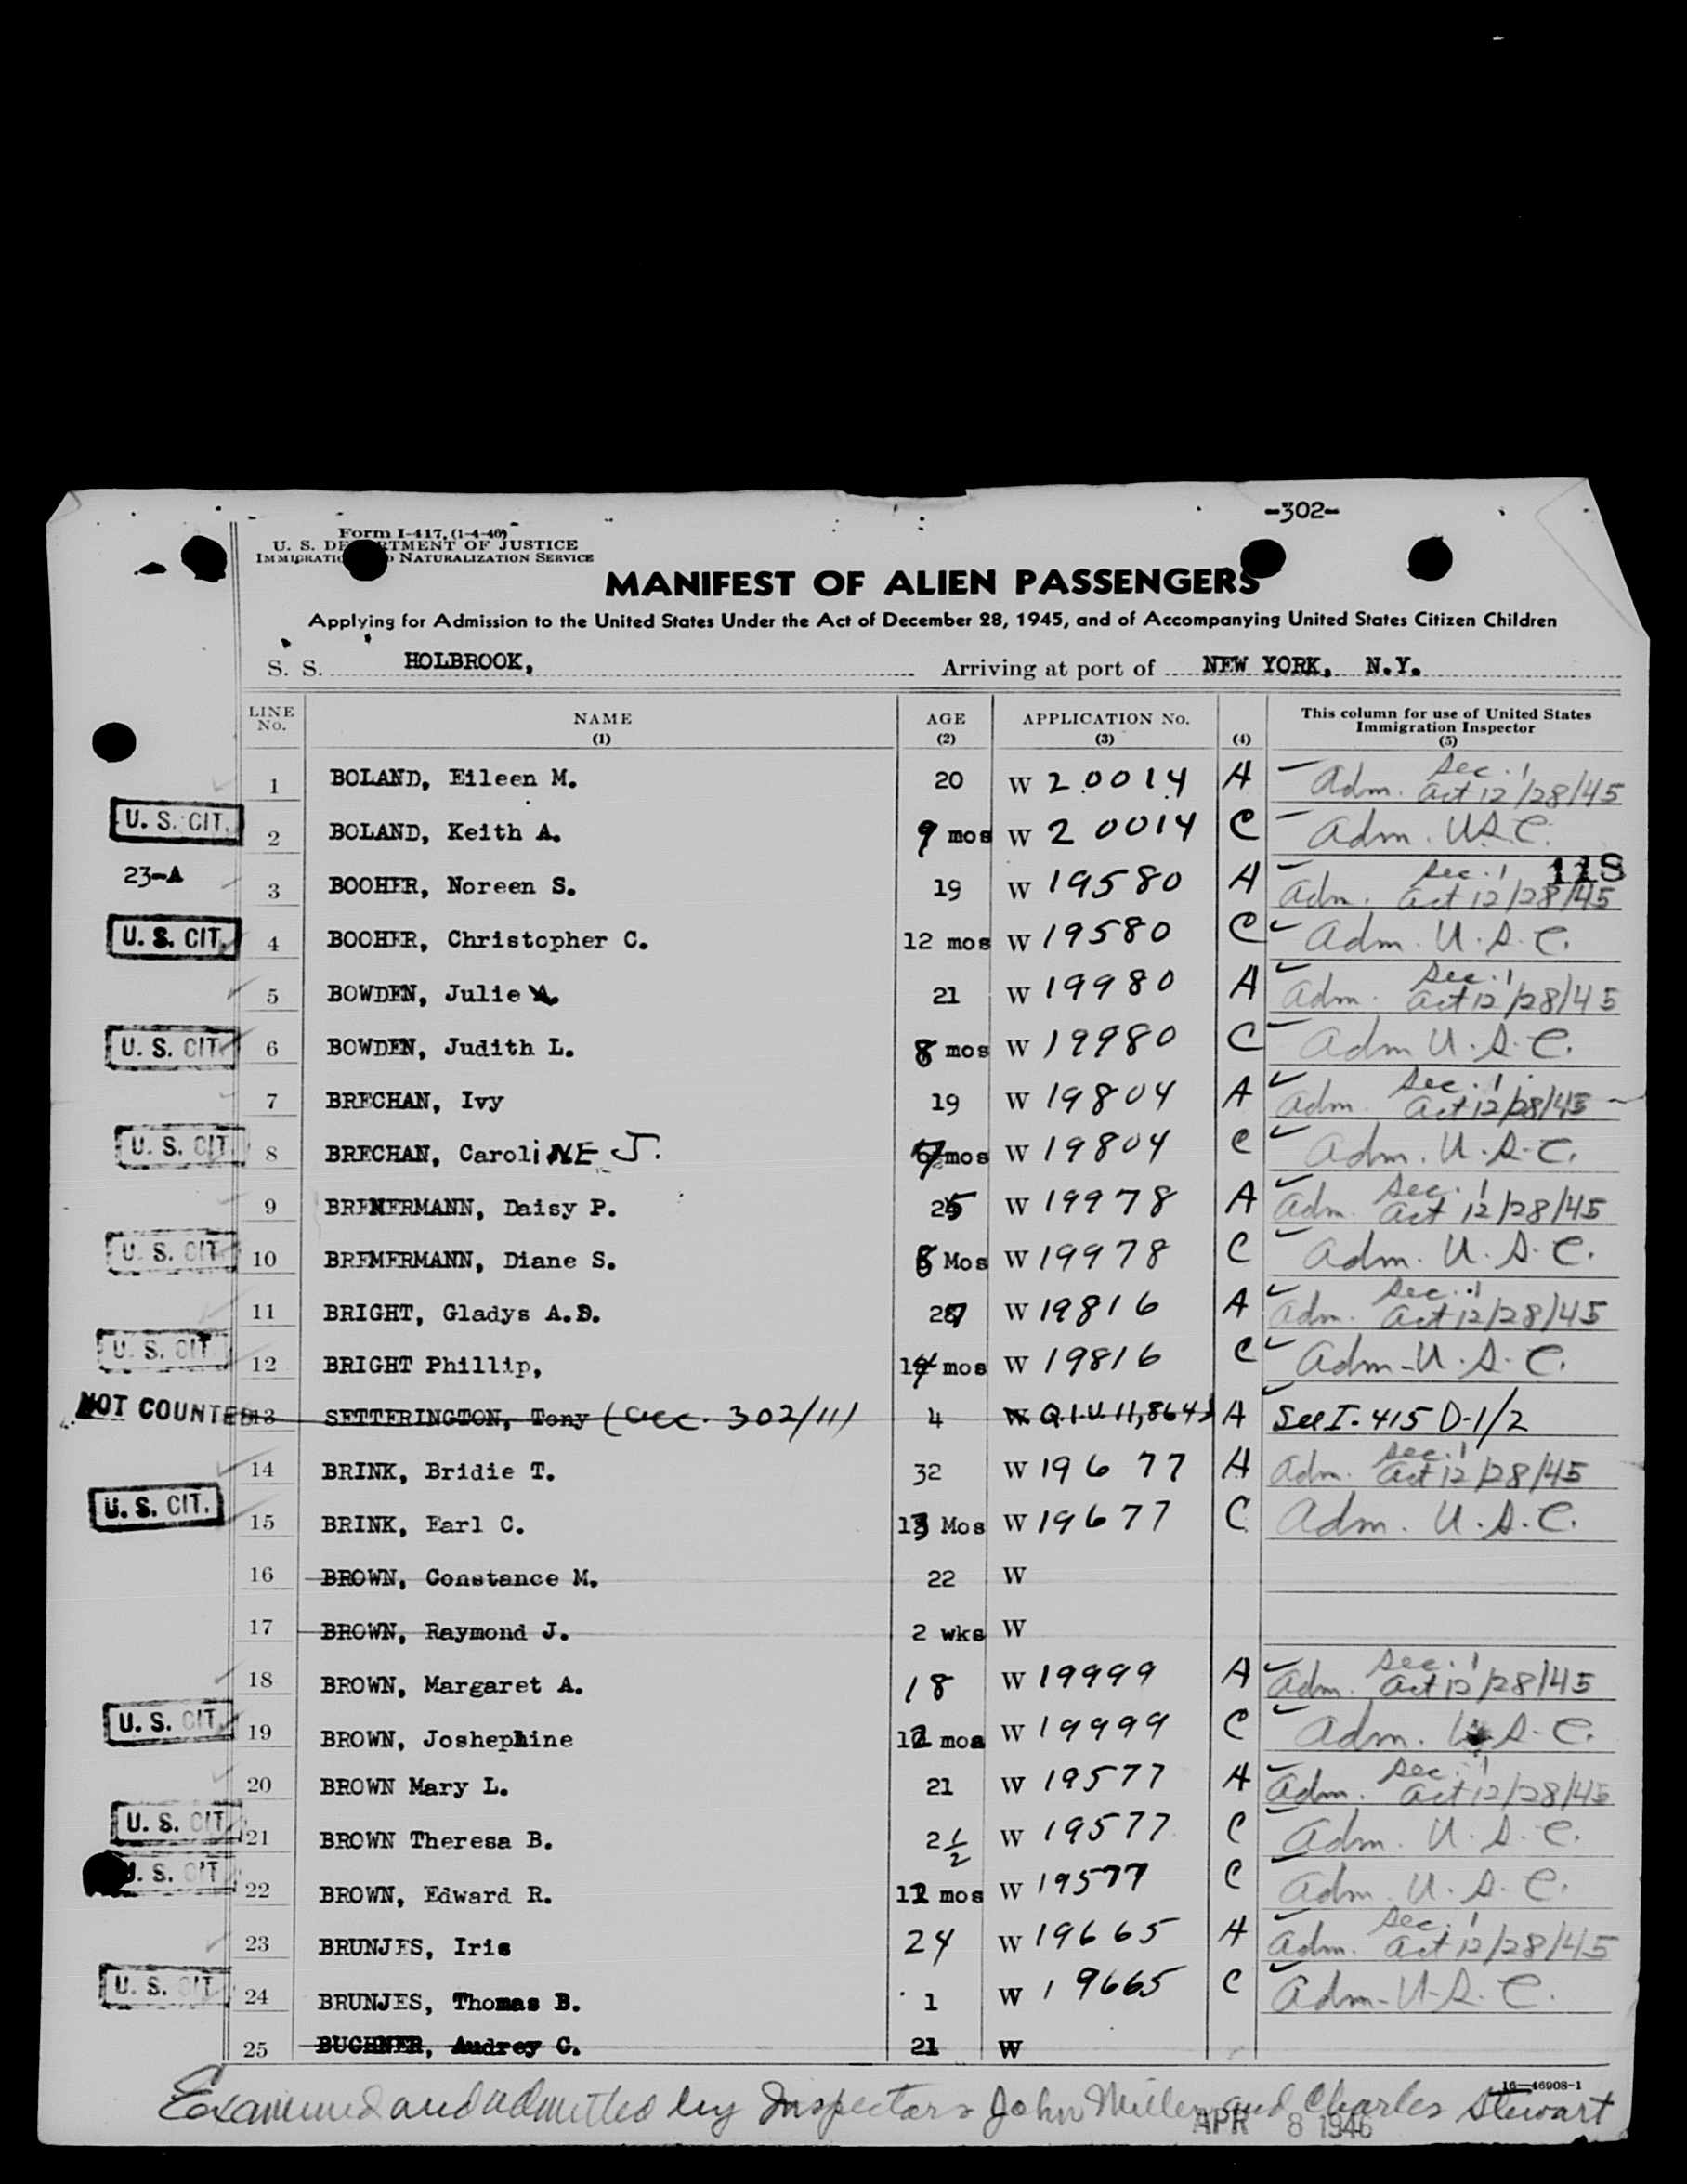 -302-
Form I-417, (1-4-46)
U. S. DEPARTMENT OF JUSTICE
IMMIGRATION AND NATURALIZATION SERVICE
MANIFEST OF ALIEN PASSENGERS
Applying for Admission to the United States Under the Act of December 28, 1945, and of Accompanying United States Citizen Children
S. S. HOLBROOK, Arriving at port of NEW YORK, N.Y.
LINE No. NAME (1) AGE (2) APPLICATION No. (3) (4) This column for use of United States Immigration Inspector (5)
1 BOLAND, Eileen M. 20 W 20014 A Adm. Sec. 1 Act 12/28/45
U. S. CIT. 2 BOLAND, Keith A. 9 mos W 20014 C Adm. U.S.C.
118
23-A 3 BOOHER, Noreen S. 19 W 19580 A Adm. Sec. 1 Act 12/28/45
U. S. CIT. 4 BOOHER, Christopher C. 12 mos W 19580 C Adm. U.S.C.
5 BOWDEN, Julie A. 21 W 19980 A Adm. Sec. 1 Act 12/28/45
U. S. CIT. 6 BOWDEN, Judith L. 8 mos W 19980 C Adm U.S.C.
7 BRECHAN, Ivy 19 W 19804 A Adm. Sec. 1 Act 12/28/45
U. S. CIT. 8 BRECHAN, CaroliNE J. 7 mos W 19804 C Adm. U.S.C.
9 BREMERMANN, Daisy P. 25 W 19978 A Adm. Sec. 1 Act 12/28/45
U. S. CIT. 10 BREMERMANN, Diane S. Mos W 19978 C Adm. U.S.C.
11 BRIGHT, Gladys A.D. 27 W 19816 A Adm. Sec. 1 Act 12/28/45
U. S. CIT. 12 BRIGHT Phillip, 14 mos W 19816 C Adm-U.S.C.
NOT COUNTED 13 SETTERINGTON, Tony (acc. 302/11) 4 W Q.I.V. 11,8643 A See I-415 D-1/2
14 BRINK, Bridie T. 32 W 19677 A Adm. Sec. 1 Act 12/28/45
U. S. CIT. 15 BRINK, Earl C. 13 Mos W 19677 C Adm. U.S.C.
16 BROWN, Constance M. 22 W
17 BROWN, Raymond J. 2 wks W
18 BROWN, Margaret A. 18 W 19999 A Adm. Sec. 1 Act 12/28/45
U. S. CIT. 19 BROWN, Joshephine 12 mos W 19999 C Adm. U.S.C.
20 BROWN Mary L. 21 W 19577 A Adm. Sec. 1 Act 12/28/45
U. S. CIT. 21 BROWN Theresa B. 2 1/2 W 19577 C Adm. U.S.C.
U. S. CIT 22 BROWN, Edward R. mos W 19577 C Adm. U.S.C.
23 BRUNJES, Iris 24 W 19665 A Adm. Sec. 1 Act 12/28/45
U. S. CIT 24 BRUNJES, Thomas B. 1 W 19665 C Adm-U.S.C.
25 BUCHNER, Audrey G. 21 W
16—46908-1
Examined and admitted by Inspectors John Miller and Charles Stewart
APR 8 1946